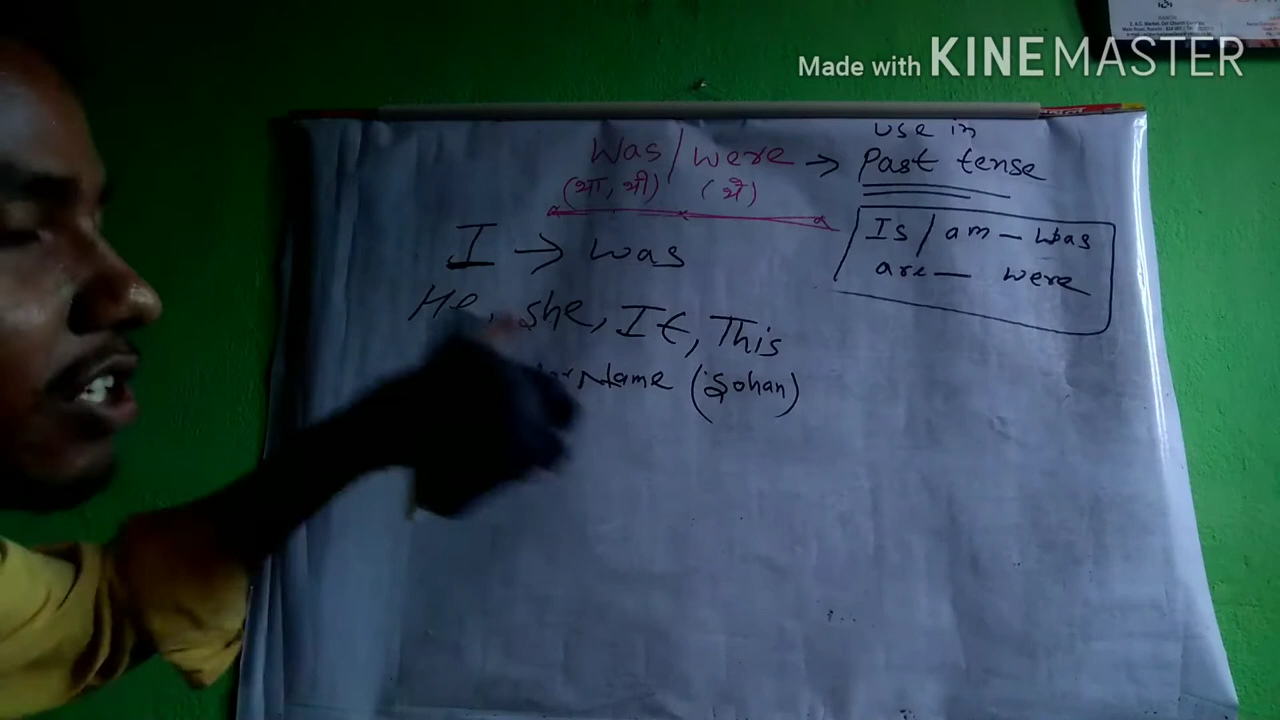 Made with KINEMASTER
use in
Was / were → Past tense
(था, थी) (थे)
I → was
Is / am — was
are — were
He, she, It, This
Name (Sohan)